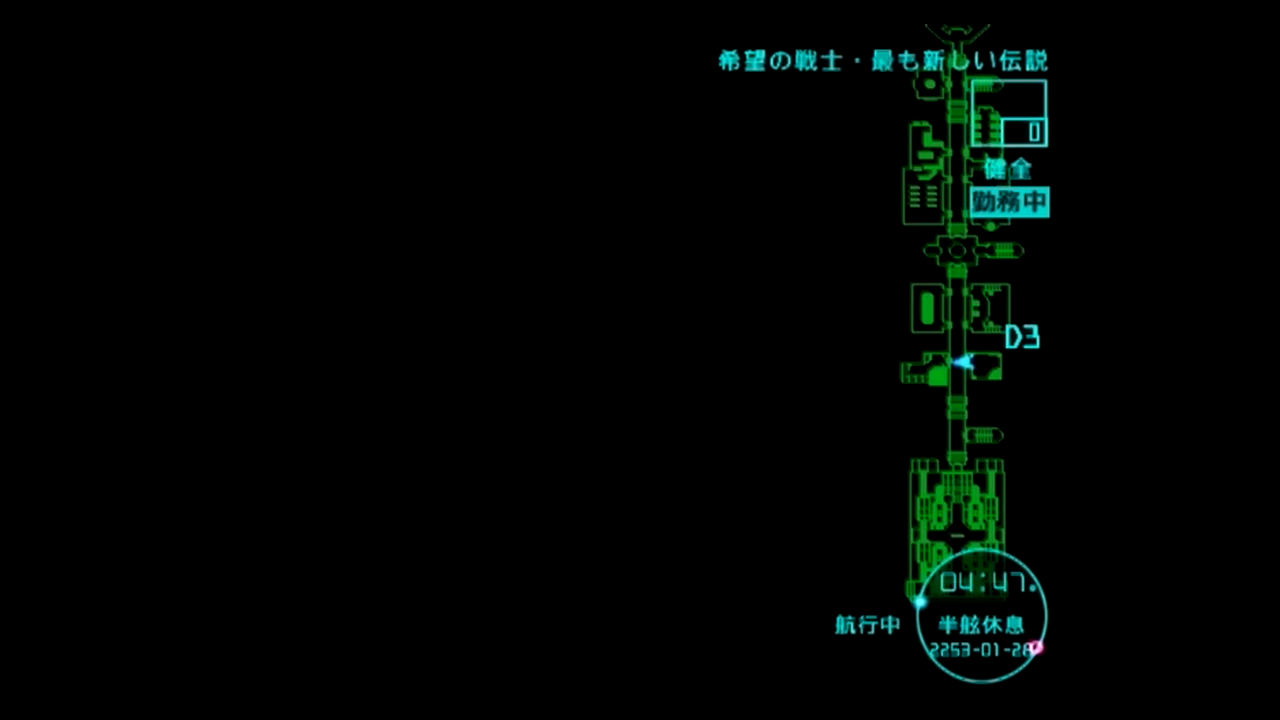 希望の戦士・最も新しい伝説
0
健全
勤務中
D3
04:47.
航行中
半舷休息
2253-01-28